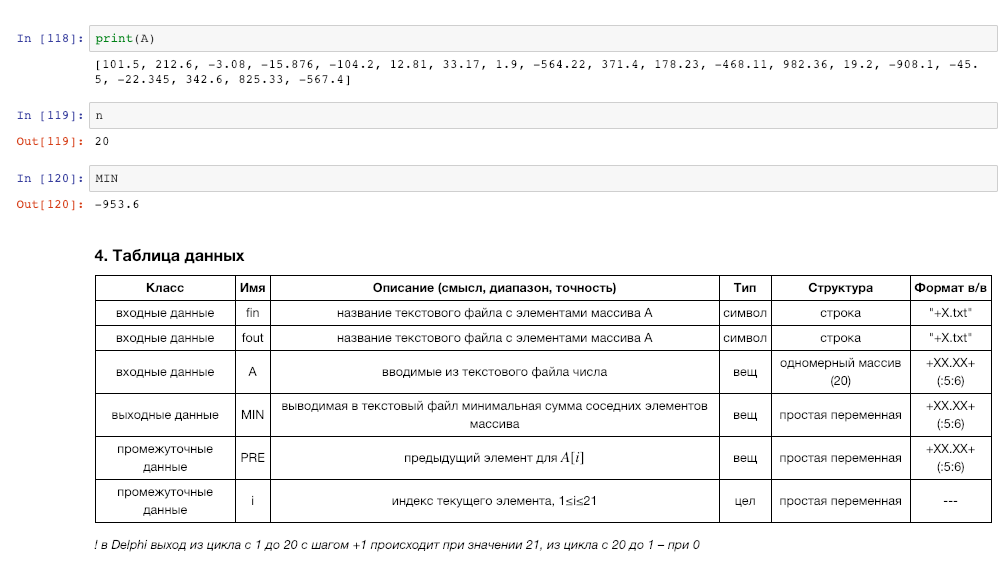 In [118]: print(A)
[101.5, 212.6, -3.08, -15.876, -104.2, 12.81, 33.17, 1.9, -564.22, 371.4, 178.23, -468.11, 982.36, 19.2, -908.1, -45.
5, -22.345, 342.6, 825.33, -567.4]
In [119]: n
Out[119]: 20
In [120]: MIN
Out[120]: -953.6
4. Таблица данных
Класс Имя Описание (смысл, диапазон, точность) Тип Структура Формат в/в
входные данные fin название текстового файла с элементами массива А символ строка "+X.txt"
входные данные fout название текстового файла с элементами массива А символ строка "+X.txt"
входные данные A вводимые из текстового файла числа вещ одномерный массив
(20) +XX.XX+
(:5:6)
выходные данные MIN выводимая в текстовый файл минимальная сумма соседних элементов
массива вещ простая переменная +XX.XX+
(:5:6)
промежуточные
данные PRE предыдущий элемент для A[i] вещ простая переменная +XX.XX+
(:5:6)
промежуточные
данные i индекс текущего элемента, 1≤i≤21 цел простая переменная ---
! в Delphi выход из цикла с 1 до 20 с шагом +1 происходит при значении 21, из цикла с 20 до 1 – при 0